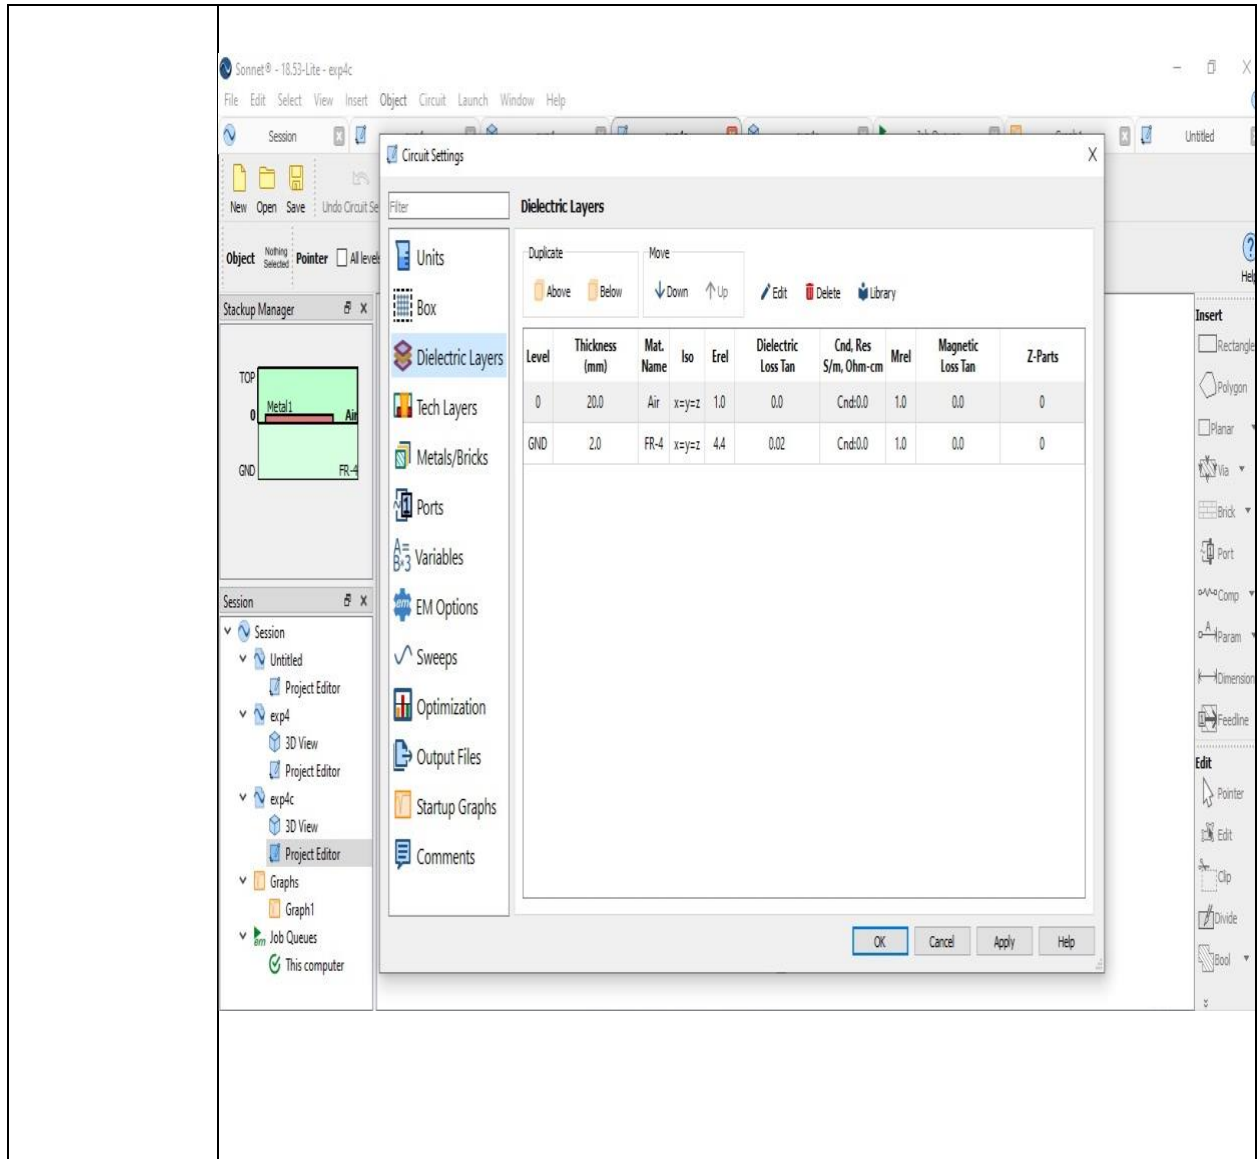 Sonnet® - 18.53-Lite - exp4c
File Edit Select View Insert Object Circuit Launch Window Help
Session
Untitled
New Open Save Undo Circuit Se
Object Nothing Selected Pointer All level
Help
Stackup Manager
TOP
0 Metal1 Air
GND FR-4
Session
Session
Untitled
Project Editor
exp4
3D View
Project Editor
exp4c
3D View
Project Editor
Graphs
Graph1
em Job Queues
This computer
Circuit Settings
Filter
Units
Box
Dielectric Layers
Tech Layers
Metals/Bricks
Ports
Variables
EM Options
Sweeps
Optimization
Output Files
Startup Graphs
Comments
Dielectric Layers
Duplicate Move
Above Below Down Up Edit Delete Library
Level Thickness (mm) Mat. Name Iso Erel Dielectric Loss Tan Cnd, Res S/m, Ohm-cm Mrel Magnetic Loss Tan Z-Parts
0 20.0 Air x=y=z 1.0 0.0 Cnd:0.0 1.0 0.0 0
GND 2.0 FR-4 x=y=z 4.4 0.02 Cnd:0.0 1.0 0.0 0
OK Cancel Apply Help
Insert
Rectangle
Polygon
Planar
Via
Brick
Port
Comp
Param
Dimension
Feedline
Edit
Pointer
Edit
Clip
Divide
Bool